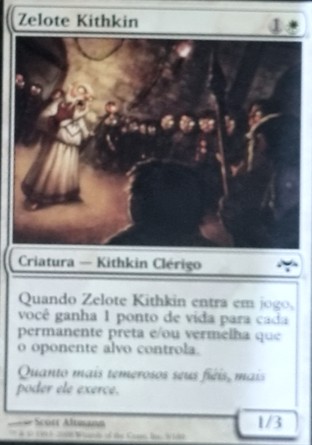 Zelote Kithkin
1
Criatura — Kithkin Clérigo
Quando Zelote Kithkin entra em jogo,
você ganha 1 ponto de vida para cada
permanente preta e/ou vermelha que
o oponente alvo controla.
Quanto mais temerosos seus fiéis, mais
poder ele exerce.
Scott Altmann
1/3